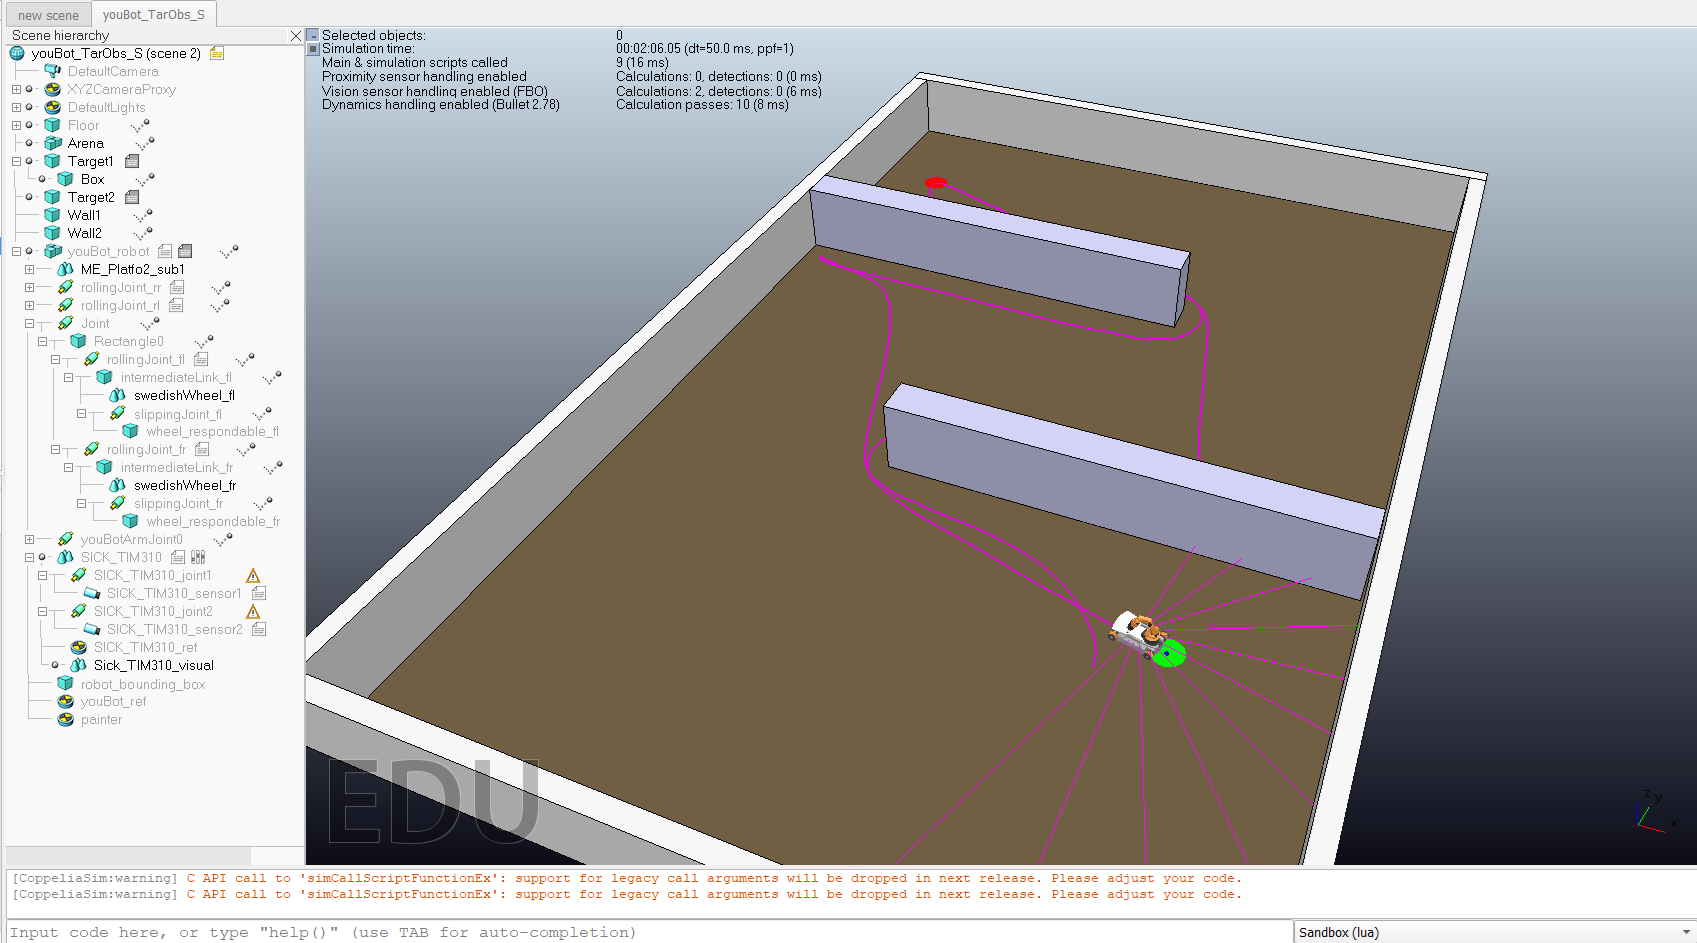 new scene
youBot_TarObs_S
Scene hierarchy
youBot_TarObs_S (scene 2)
DefaultCamera
XYZCameraProxy
DefaultLights
Floor
Arena
Target1
Box
Target2
Wall1
Wall2
youBot_robot
ME_Platfo2_sub1
rollingJoint_rr
rollingJoint_rl
Joint
Rectangle0
rollingJoint_fl
intermediateLink_fl
swedishWheel_fl
slippingJoint_fl
wheel_respondable_fl
rollingJoint_fr
intermediateLink_fr
swedishWheel_fr
slippingJoint_fr
wheel_respondable_fr
youBotArmJoint0
SICK_TIM310
SICK_TIM310_joint1
SICK_TIM310_sensor1
SICK_TIM310_joint2
SICK_TIM310_sensor2
SICK_TIM310_ref
Sick_TIM310_visual
robot_bounding_box
youBot_ref
painter
Selected objects: 0
Simulation time: 00:02:06.05 (dt=50.0 ms, ppf=1)
Main & simulation scripts called 9 (16 ms)
Proximity sensor handling enabled Calculations: 0, detections: 0 (0 ms)
Vision sensor handling enabled (FBO) Calculations: 2, detections: 0 (6 ms)
Dynamics handling enabled (Bullet 2.78) Calculation passes: 10 (8 ms)
EDU
z y
x
[CoppeliaSim:warning] C API call to 'simCallScriptFunctionEx': support for legacy call arguments will be dropped in next release. Please adjust your code.
[CoppeliaSim:warning] C API call to 'simCallScriptFunctionEx': support for legacy call arguments will be dropped in next release. Please adjust your code.
Input code here, or type "help()" (use TAB for auto-completion)
Sandbox (lua)